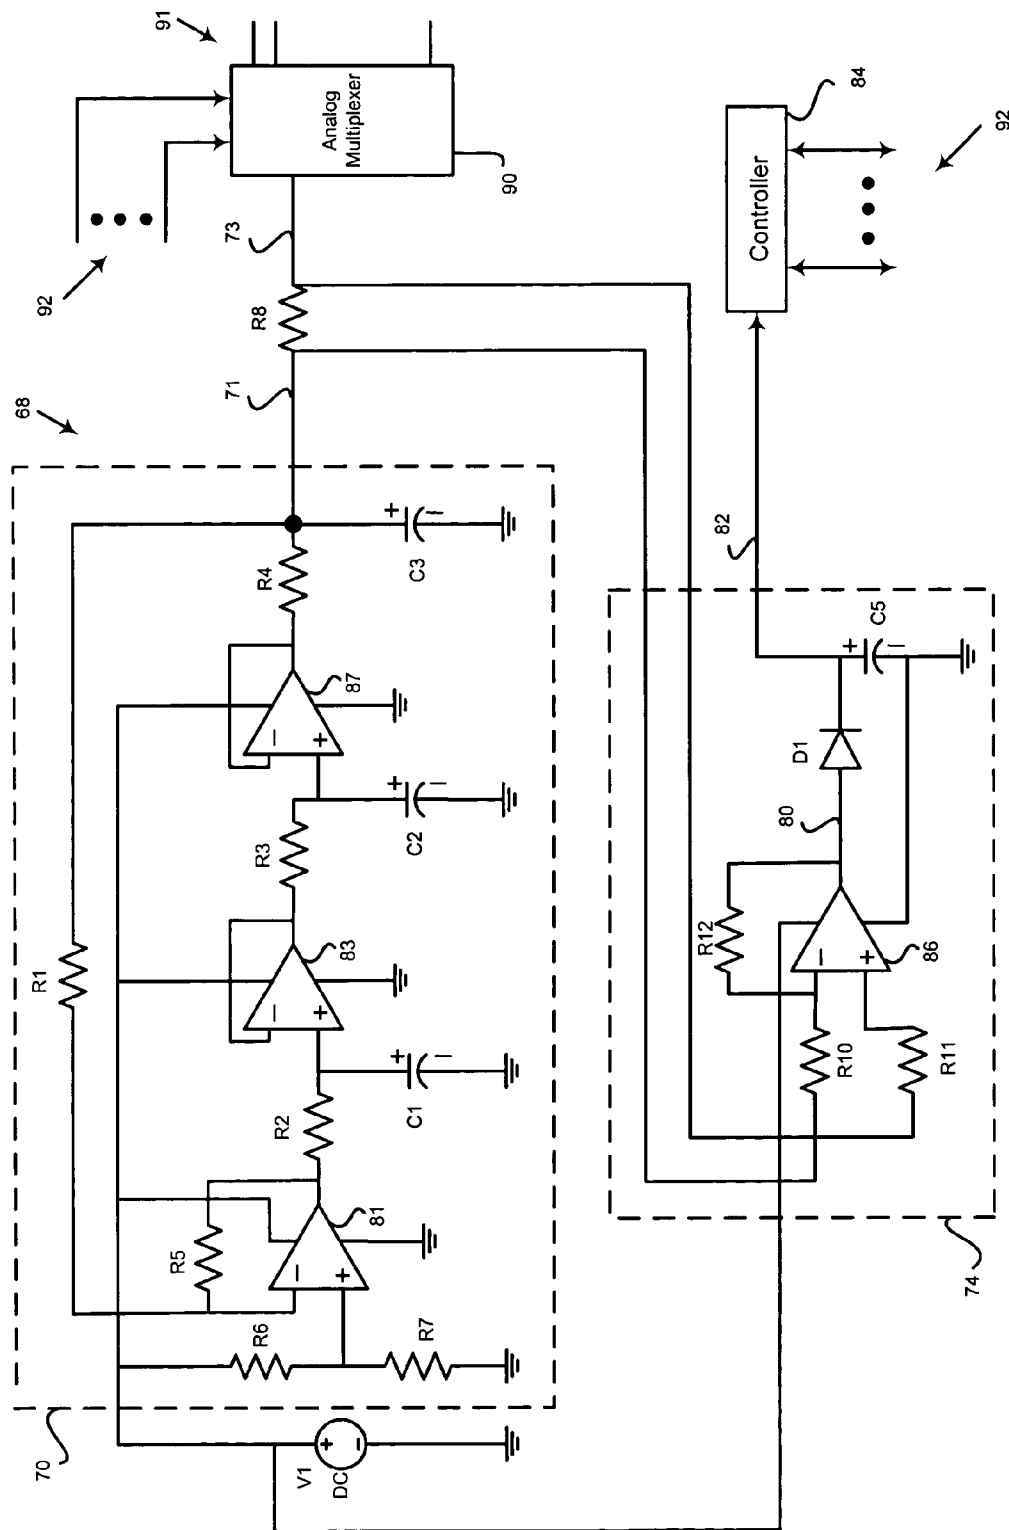 70
V1
DC
+
−
R6
R7
R5
81
−
+
R1
R2
C1
+
−
83
−
+
R3
C2
+
−
87
−
+
R4
C3
+
−
68
71
R8
73
92
Analog
Multiplexer
90
91
74
R10
R11
R12
−
+
86
80
D1
C5
+
−
82
Controller
84
92